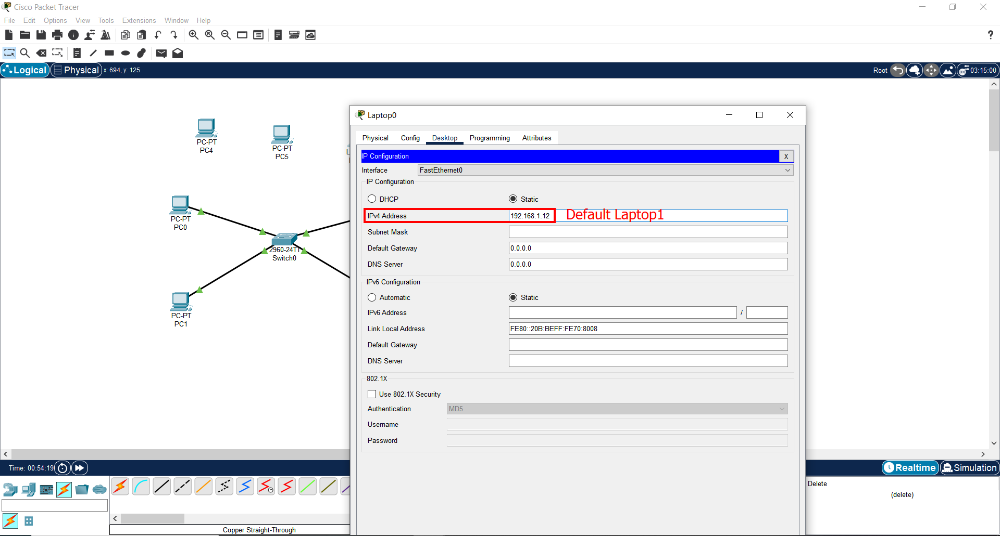 Cisco Packet Tracer
File Edit Options View Tools Extensions Window Help
?
Logical Physical x: 694, y: 125 Root 03:15:00
PC-PT
PC4
PC-PT
PC5
PC-PT
PC0
2960-24TT
Switch0
PC-PT
PC1
L
Laptop0
Physical Config Desktop Programming Attributes
IP Configuration X
Interface FastEthernet0
IP Configuration
DHCP Static
IPv4 Address 192.168.1.12 Default Laptop1
Subnet Mask
Default Gateway 0.0.0.0
DNS Server 0.0.0.0
IPv6 Configuration
Automatic Static
IPv6 Address /
Link Local Address FE80::20B:BEFF:FE70:8008
Default Gateway
DNS Server
802.1X
Use 802.1X Security
Authentication MD5
Username
Password
Time: 00:54:19 Realtime Simulation
Delete
(delete)
Copper Straight-Through